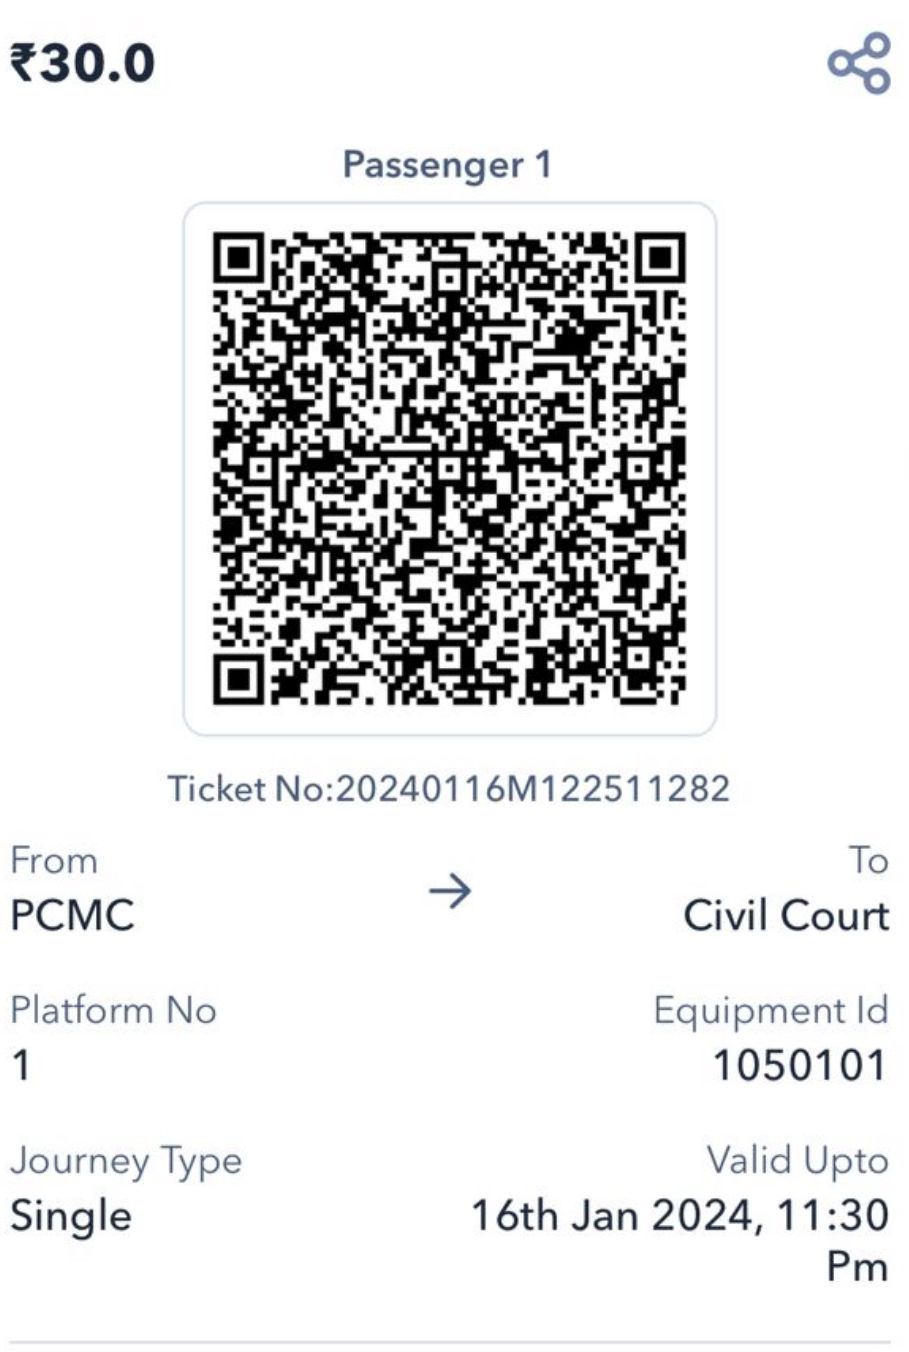 ₹30.0
Passenger 1
Ticket No:20240116M122511282
From
To
PCMC
Civil Court
Platform No
Equipment Id
1
1050101
Journey Type
Valid Upto
Single
16th Jan 2024, 11:30
Pm